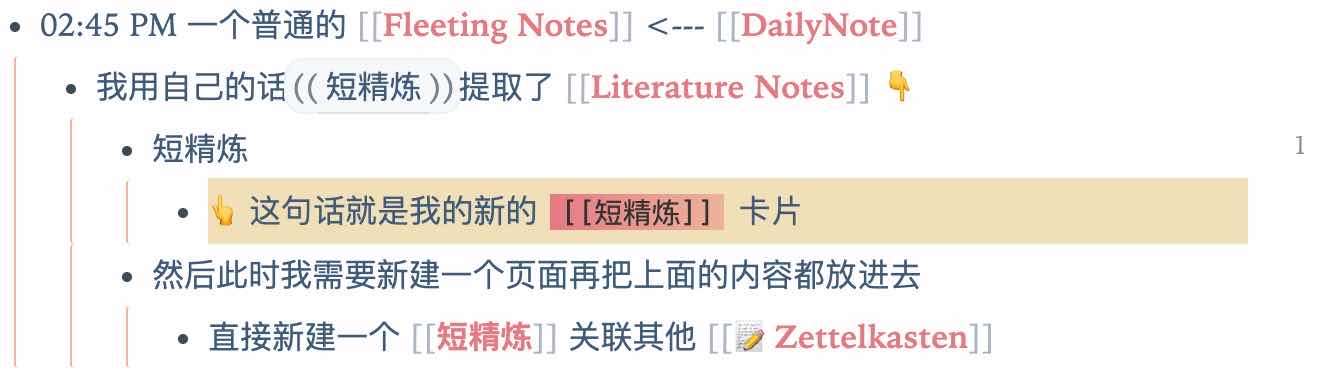 02:45 PM 一个普通的 [[Fleeting Notes]] <--- [[DailyNote]]
我用自己的话((短精炼))提取了 [[Literature Notes]] 👇
短精炼 1
👆 这句话就是我的新的 [[短精炼]] 卡片
然后此时我需要新建一个页面再把上面的内容都放进去
直接新建一个 [[短精炼]] 关联其他 [[📝 Zettelkasten]]